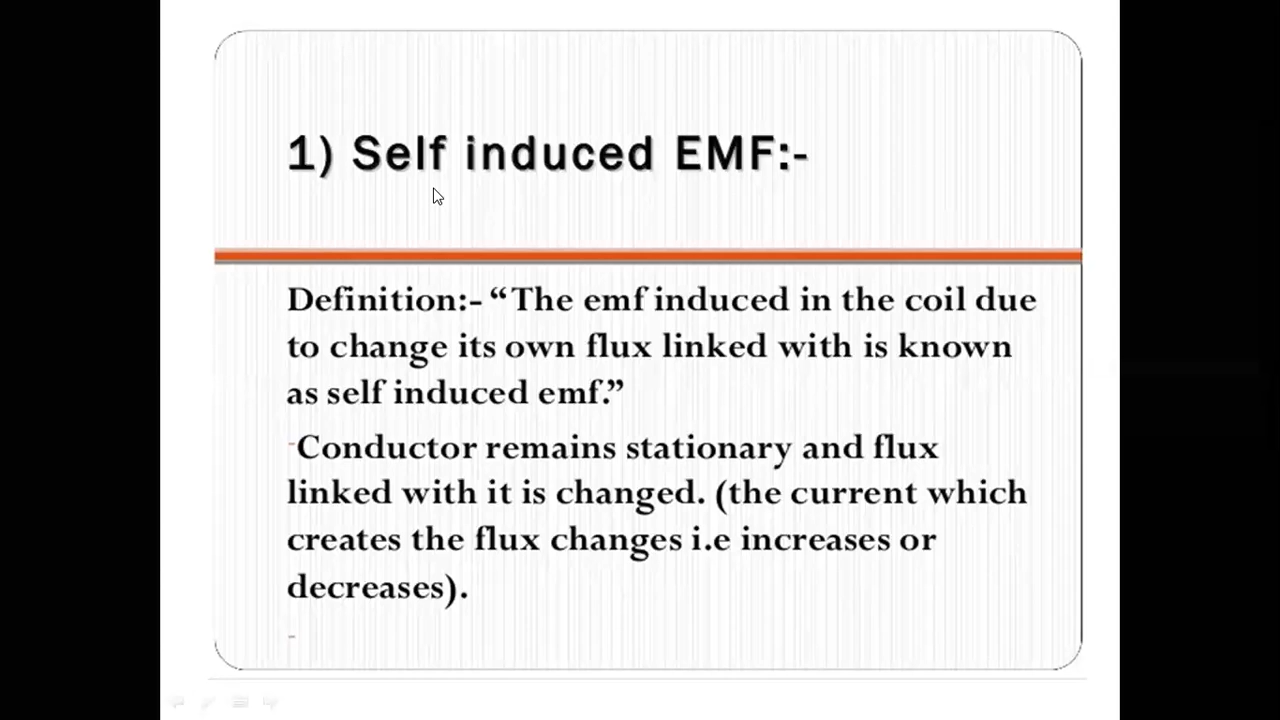 1) Self induced EMF:-
Definition:- “The emf induced in the coil due
to change its own flux linked with is known
as self induced emf.”
-Conductor remains stationary and flux
linked with it is changed. (the current which
creates the flux changes i.e increases or
decreases).
-